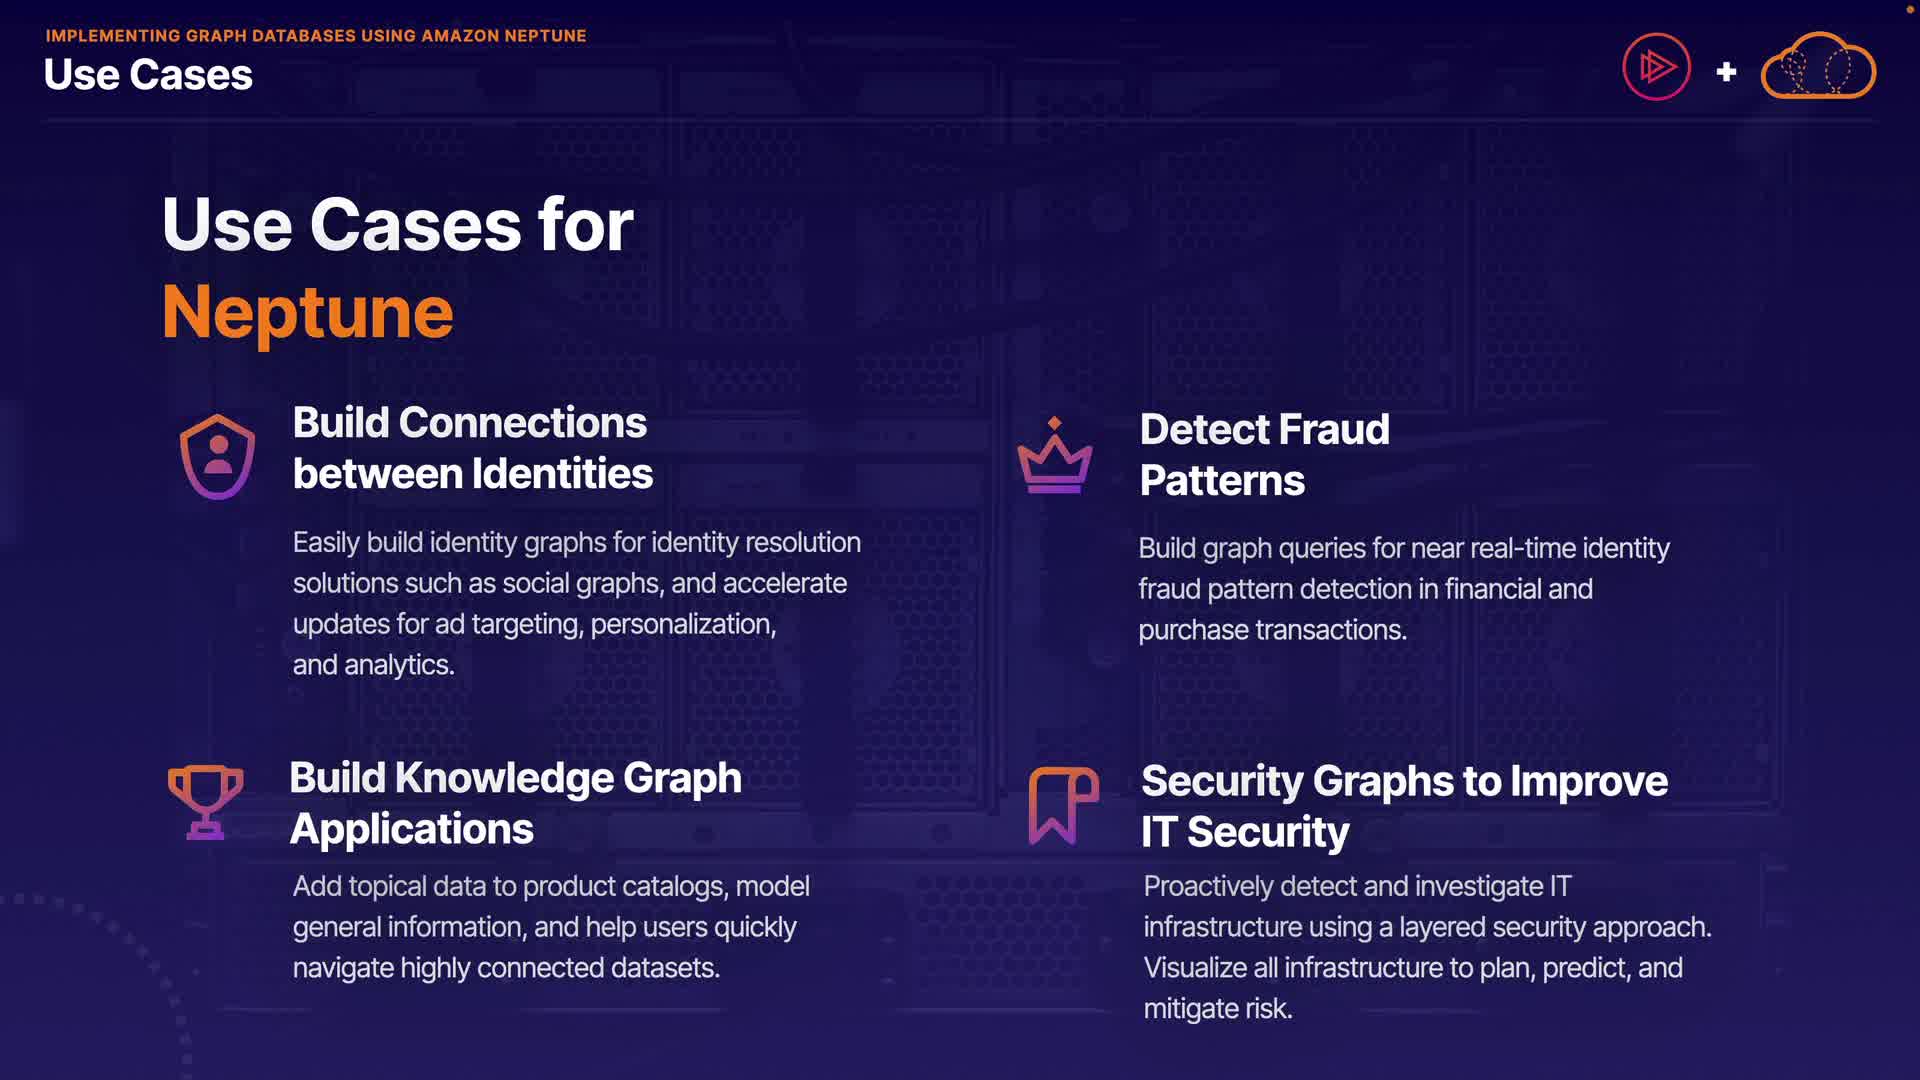 IMPLEMENTING GRAPH DATABASES USING AMAZON NEPTUNE
Use Cases
+
Use Cases for
Neptune
Build Connections
between Identities
Easily build identity graphs for identity resolution
solutions such as social graphs, and accelerate
updates for ad targeting, personalization,
and analytics.
Detect Fraud
Patterns
Build graph queries for near real-time identity
fraud pattern detection in financial and
purchase transactions.
Build Knowledge Graph
Applications
Add topical data to product catalogs, model
general information, and help users quickly
navigate highly connected datasets.
Security Graphs to Improve
IT Security
Proactively detect and investigate IT
infrastructure using a layered security approach.
Visualize all infrastructure to plan, predict, and
mitigate risk.